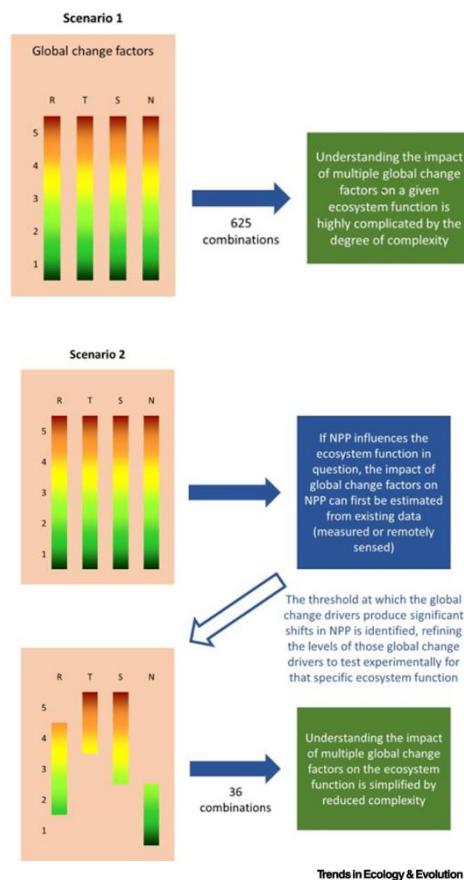 Scenario 1
Global change factors
R T S N
5
4
3
2
1
625
combinations
Understanding the impact
of multiple global change
factors on a given
ecosystem function is
highly complicated by the
degree of complexity
Scenario 2
R T S N
5
4
3
2
1
If NPP influences the
ecosystem function in
question, the impact of
global change factors on
NPP can first be estimated
from existing data
(measured or remotely
sensed)
The threshold at which the global
change drivers produce significant
shifts in NPP is identified, refining
the levels of those global change
drivers to test experimentally for
that specific ecosystem function
R T S N
5
4
3
2
1
36
combinations
Understanding the impact
of multiple global change
factors on the ecosystem
function is simplified by
reduced complexity
Trends in Ecology & Evolution